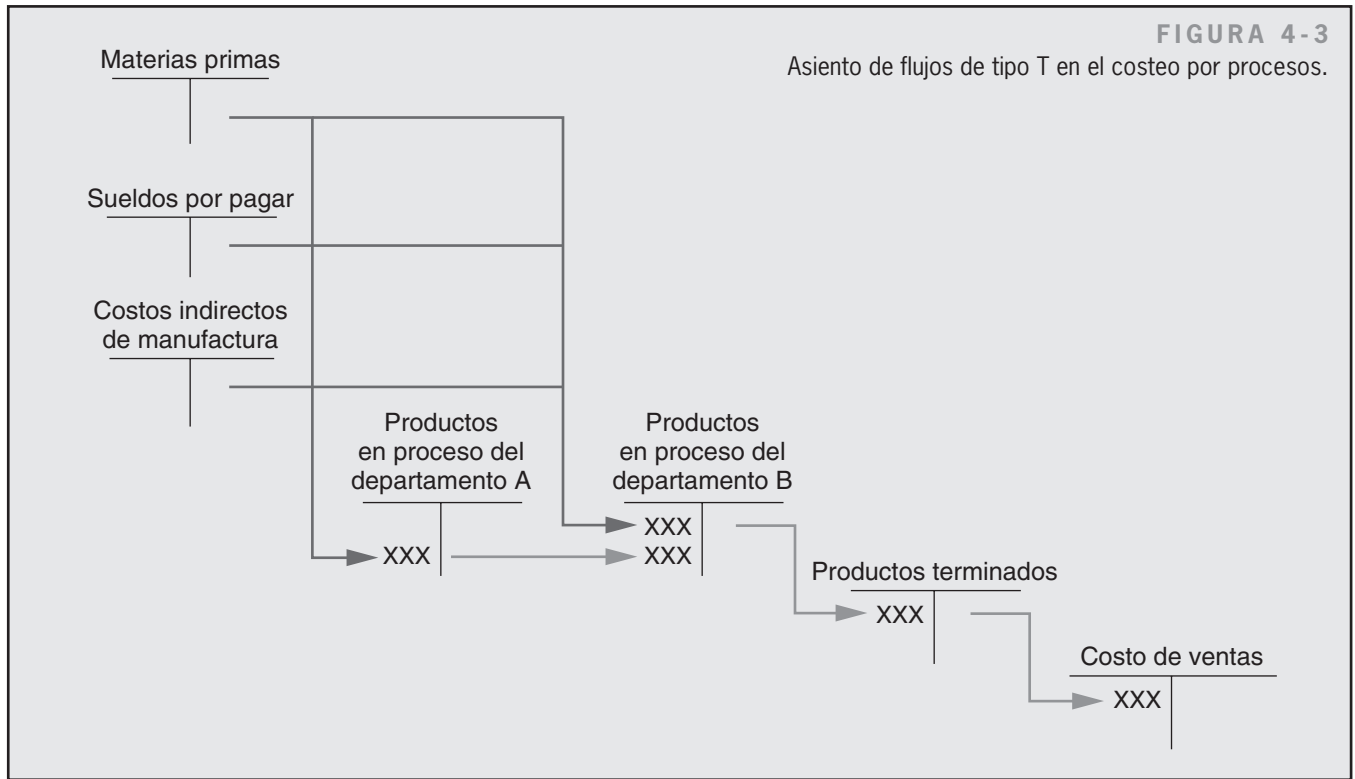 FIGURA 4-3
Asiento de flujos de tipo T en el costeo por procesos.
Materias primas
Sueldos por pagar
Costos indirectos
de manufactura
Productos
en proceso del
departamento A
XXX
Productos
en proceso del
departamento B
XXX
XXX
Productos terminados
XXX
Costo de ventas
XXX